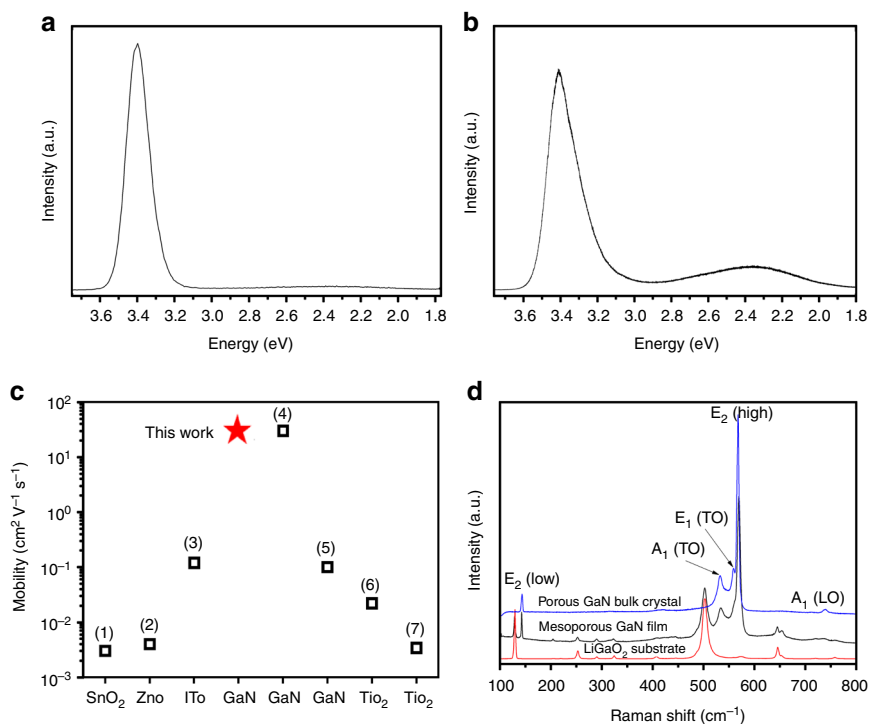 a
Intensity (a.u.)
3.6 3.4 3.2 3.0 2.8 2.6 2.4 2.2 2.0 1.8
Energy (eV)
b
Intensity (a.u.)
3.6 3.4 3.2 3.0 2.8 2.6 2.4 2.2 2.0 1.8
Energy (eV)
c
Mobility (cm² V⁻¹ s⁻¹)
10²
10¹
10⁰
10⁻¹
10⁻²
10⁻³
This work
(1)
(2)
(3)
(4)
(5)
(6)
(7)
SnO₂ Zno ITo GaN GaN GaN Tio₂ Tio₂
d
Intensity (a.u.)
E₂ (high)
E₁ (TO)
A₁ (TO)
E₂ (low)
A₁ (LO)
Porous GaN bulk crystal
Mesoporous GaN film
LiGaO₂ substrate
100 200 300 400 500 600 700 800
Raman shift (cm⁻¹)